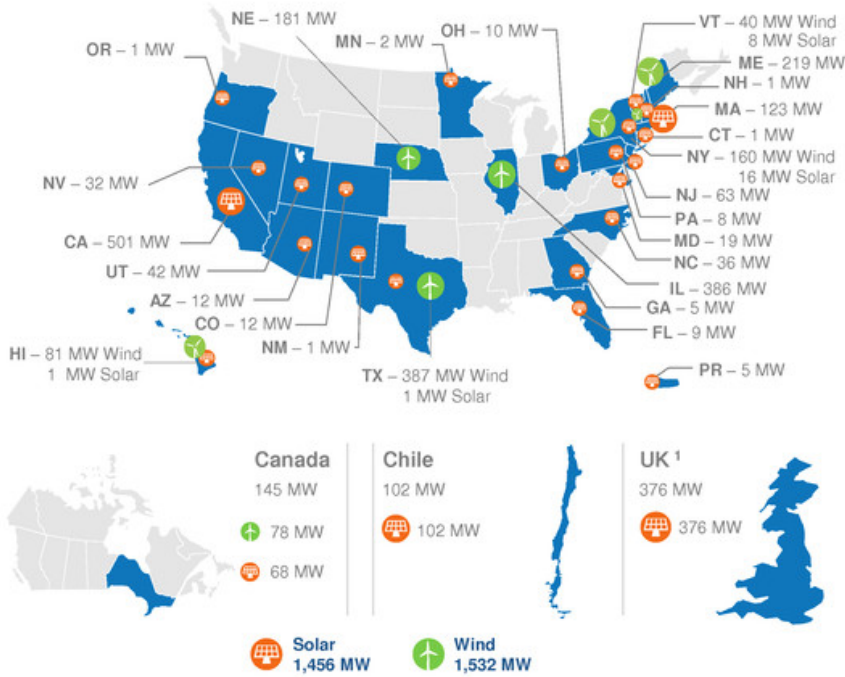 NE – 181 MW
OR – 1 MW
MN – 2 MW
OH – 10 MW
VT – 40 MW Wind
8 MW Solar
ME – 219 MW
NH – 1 MW
MA – 123 MW
CT – 1 MW
NY – 160 MW Wind
16 MW Solar
NJ – 63 MW
PA – 8 MW
MD – 19 MW
NC – 36 MW
IL – 386 MW
GA – 5 MW
FL – 9 MW
NV – 32 MW
CA – 501 MW
UT – 42 MW
AZ – 12 MW
CO – 12 MW
NM – 1 MW
HI – 81 MW Wind
1 MW Solar
TX – 387 MW Wind
1 MW Solar
PR – 5 MW
Canada
145 MW
78 MW
68 MW
Chile
102 MW
102 MW
UK 1
376 MW
376 MW
Solar
1,456 MW
Wind
1,532 MW